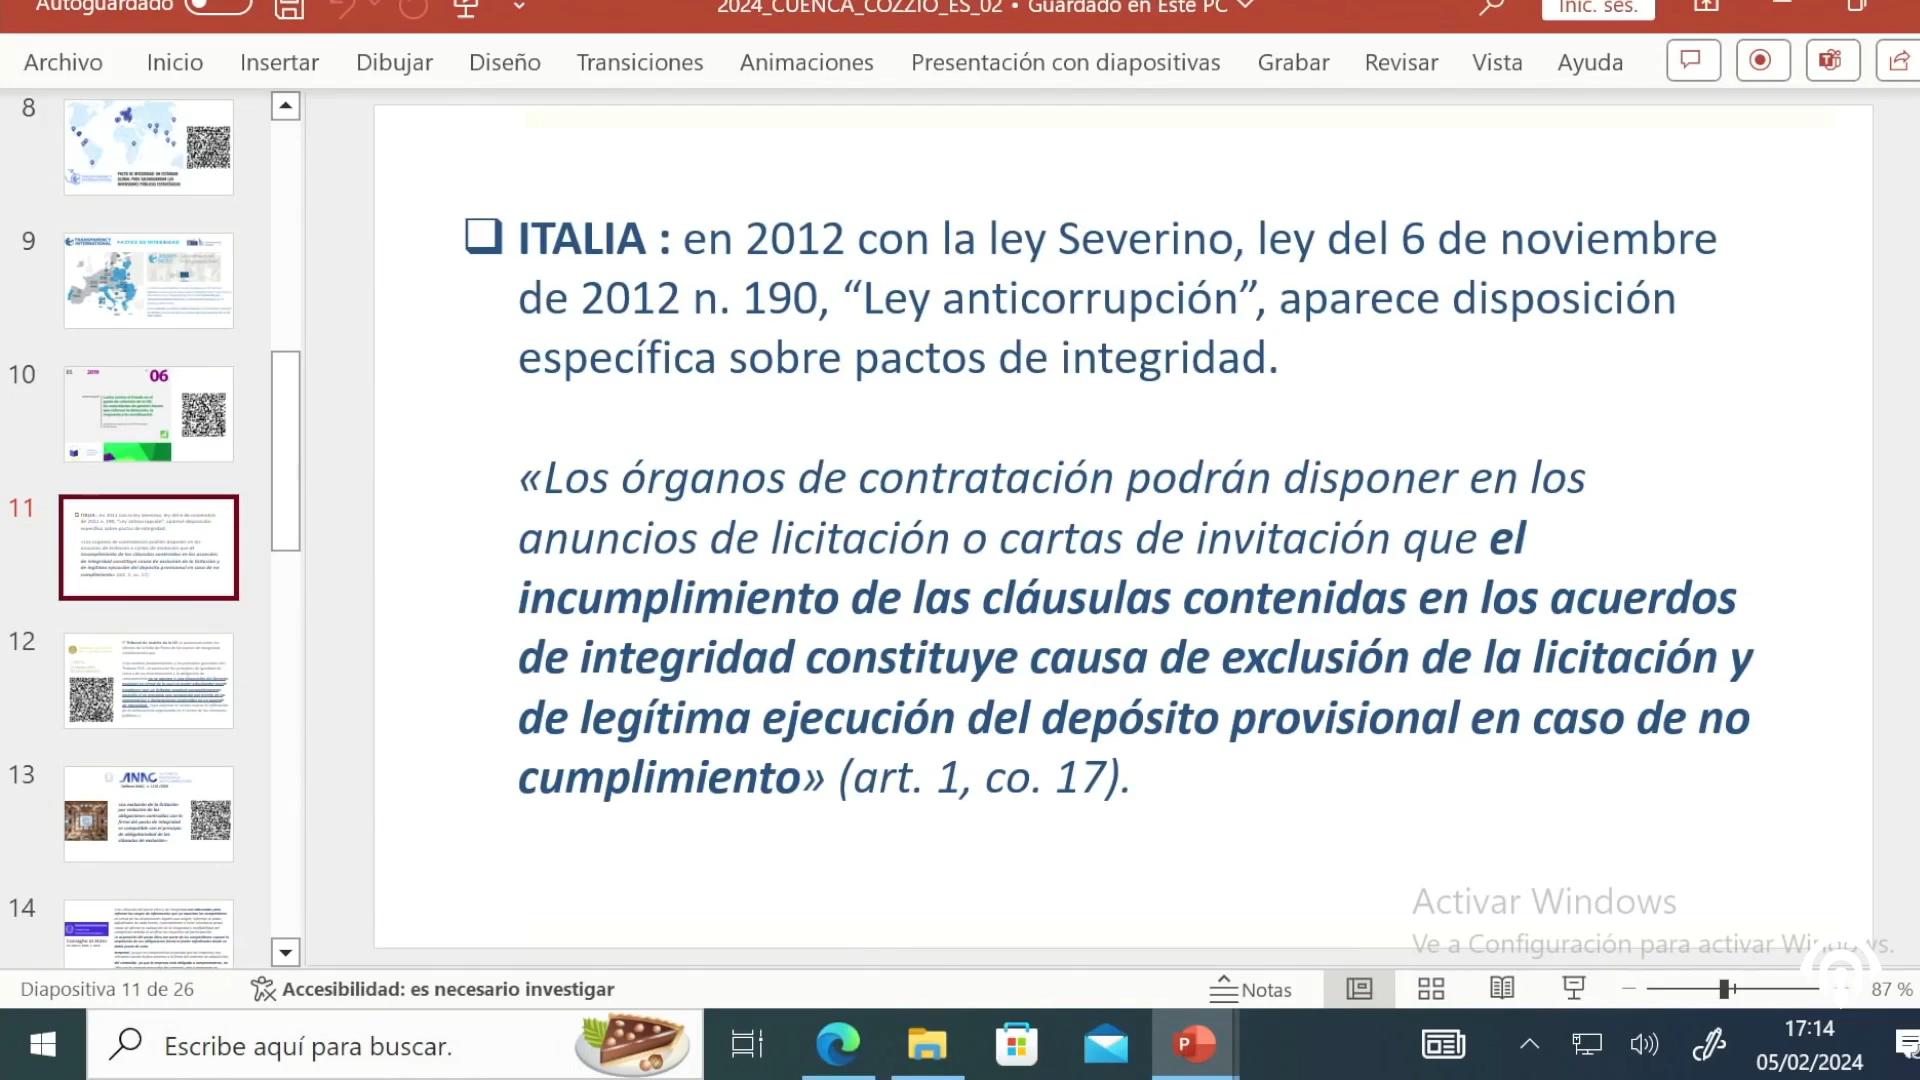 Autoguardado
2024_CUENCA_COZZIO_ES_02 • Guardado en Este PC
Inic. ses.
Archivo Inicio Insertar Dibujar Diseño Transiciones Animaciones Presentación con diapositivas Grabar Revisar Vista Ayuda
8
9
10
06
11
12
13
ANAC
14
ITALIA : en 2012 con la ley Severino, ley del 6 de noviembre
de 2012 n. 190, “Ley anticorrupción”, aparece disposición
específica sobre pactos de integridad.
«Los órganos de contratación podrán disponer en los
anuncios de licitación o cartas de invitación que el
incumplimiento de las cláusulas contenidas en los acuerdos
de integridad constituye causa de exclusión de la licitación y
de legítima ejecución del depósito provisional en caso de no
cumplimiento» (art. 1, co. 17).
Activar Windows
Ve a Configuración para activar Windows.
Diapositiva 11 de 26
Accesibilidad: es necesario investigar
Notas
87 %
Escribe aquí para buscar.
17:14
05/02/2024